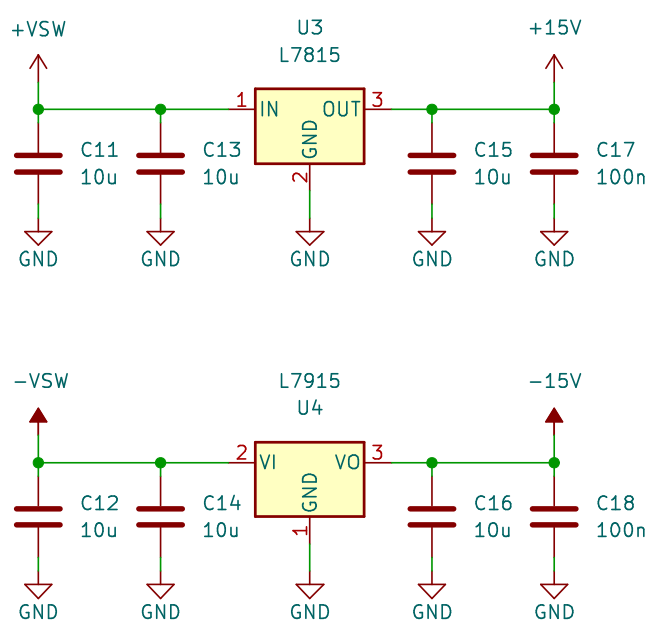 +VSW
U3
L7815
+15V
1
IN
OUT
3
GND
2
C11
10u
C13
10u
C15
10u
C17
100n
GND
GND
GND
GND
GND
-VSW
L7915
U4
-15V
2
VI
VO
3
GND
1
C12
10u
C14
10u
C16
10u
C18
100n
GND
GND
GND
GND
GND